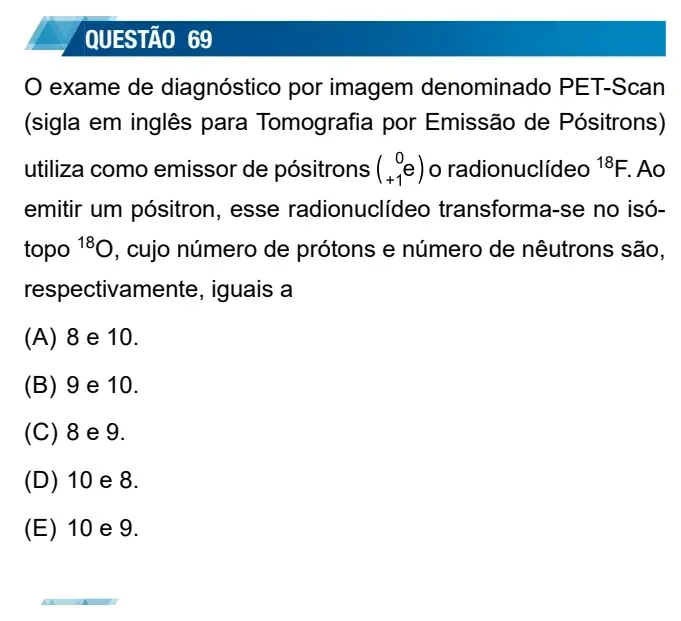 QUESTÃO 69
O exame de diagnóstico por imagem denominado PET-Scan
(sigla em inglês para Tomografia por Emissão de Pósitrons)
utiliza como emissor de pósitrons (⁰₊₁e) o radionuclídeo ¹⁸F. Ao
emitir um pósitron, esse radionuclídeo transforma-se no isó-
topo ¹⁸O, cujo número de prótons e número de nêutrons são,
respectivamente, iguais a
(A) 8 e 10.
(B) 9 e 10.
(C) 8 e 9.
(D) 10 e 8.
(E) 10 e 9.